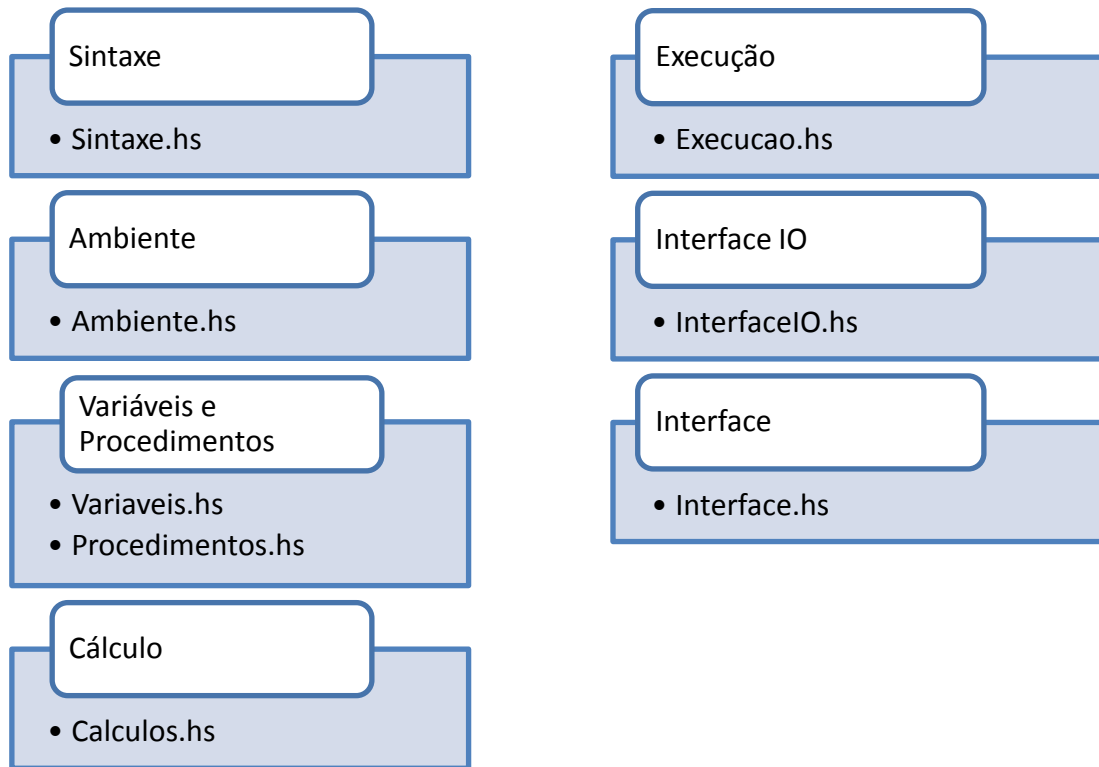 Sintaxe
• Sintaxe.hs
Ambiente
• Ambiente.hs
Variáveis e
Procedimentos
• Variaveis.hs
• Procedimentos.hs
Cálculo
• Calculos.hs
Execução
• Execucao.hs
Interface IO
• InterfaceIO.hs
Interface
• Interface.hs